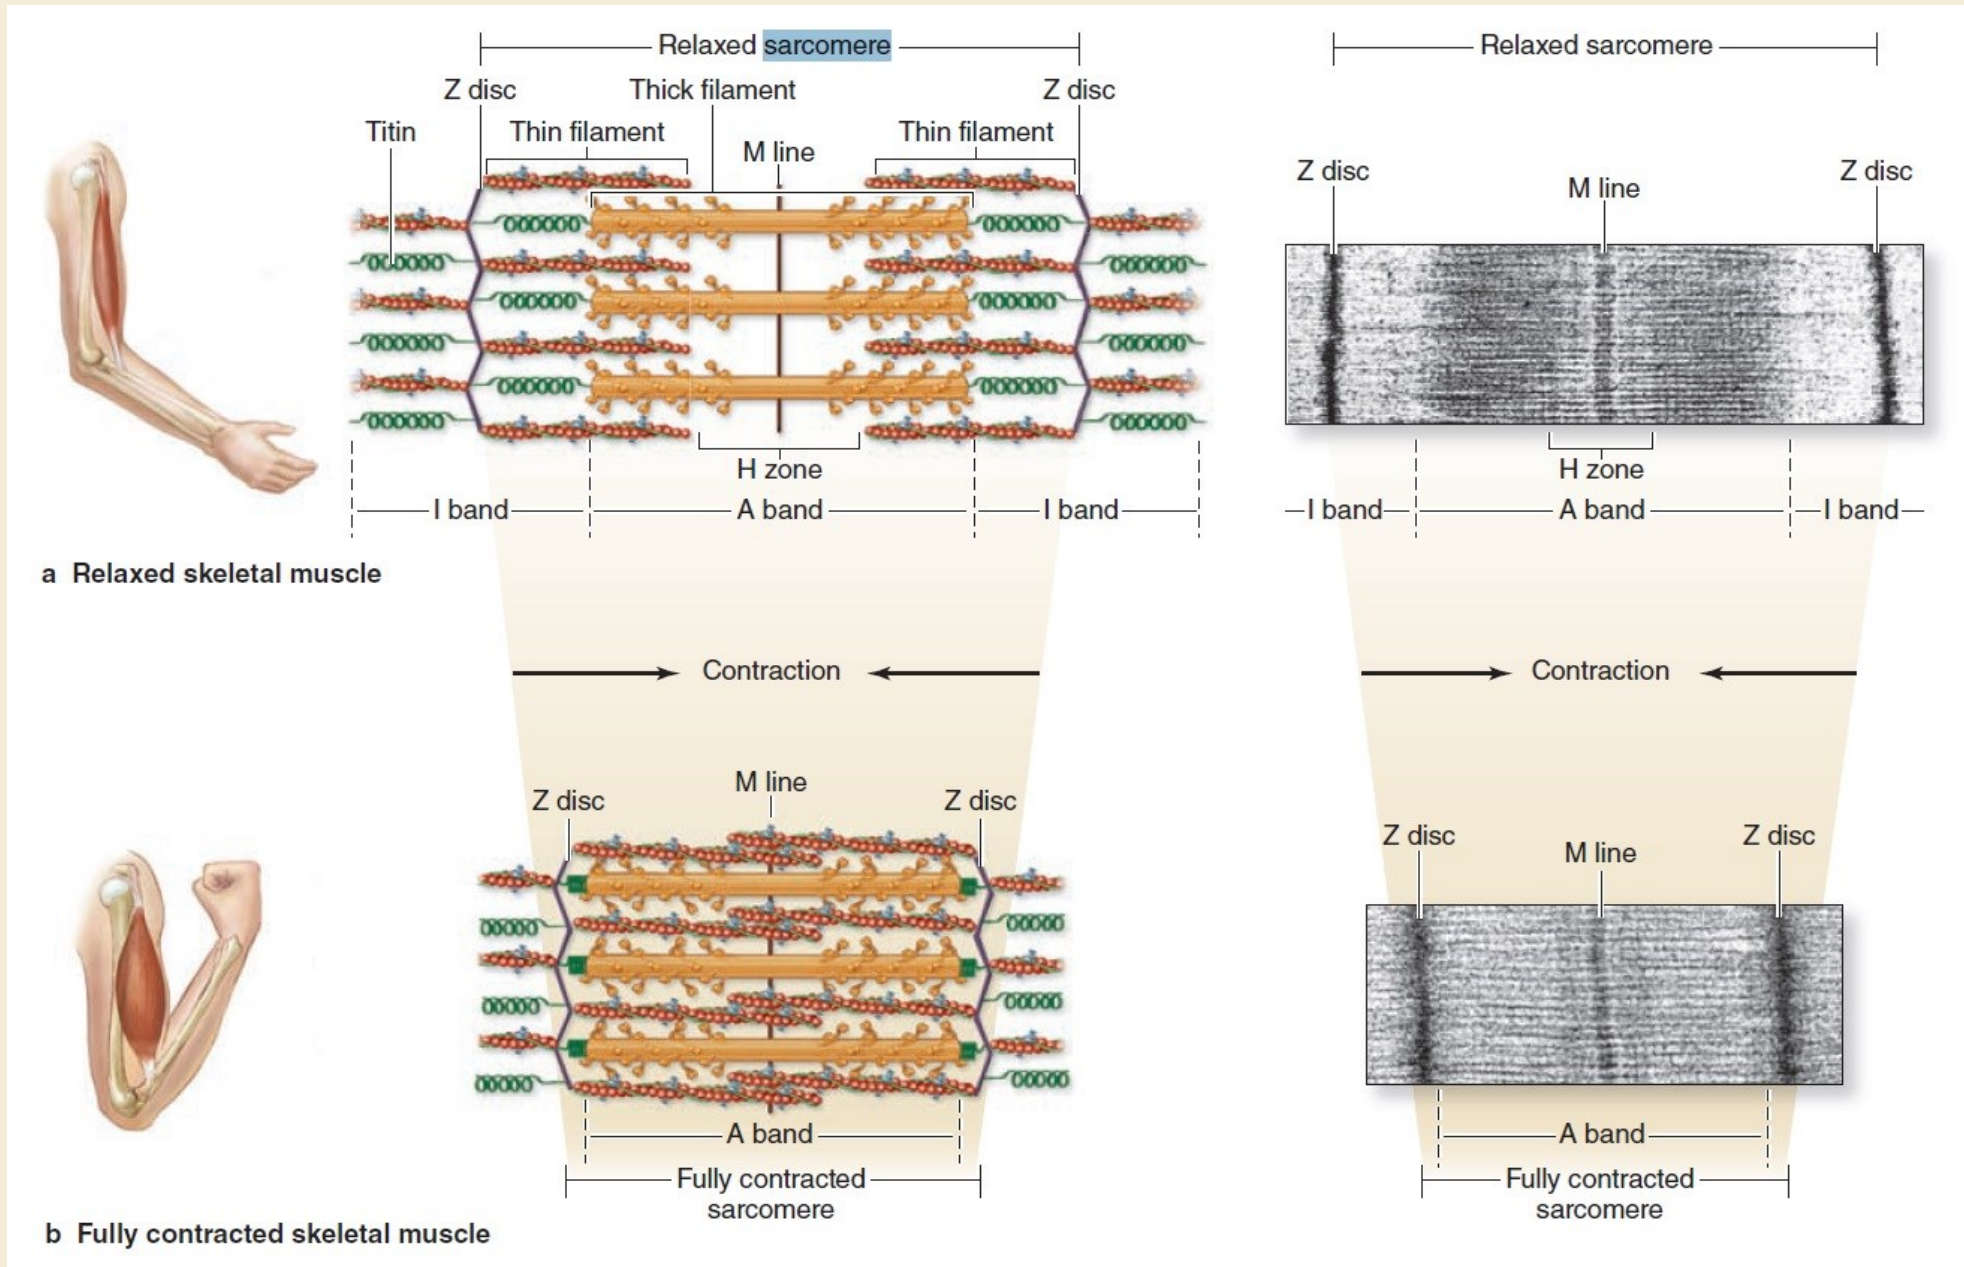 Relaxed sarcomere
Z disc
Thick filament
Z disc
Titin
Thin filament
M line
Thin filament
H zone
I band
A band
I band
Relaxed sarcomere
Z disc
M line
Z disc
H zone
I band
A band
I band
a Relaxed skeletal muscle
Contraction
Contraction
Z disc
M line
Z disc
A band
Fully contracted
sarcomere
Z disc
M line
Z disc
A band
Fully contracted
sarcomere
b Fully contracted skeletal muscle